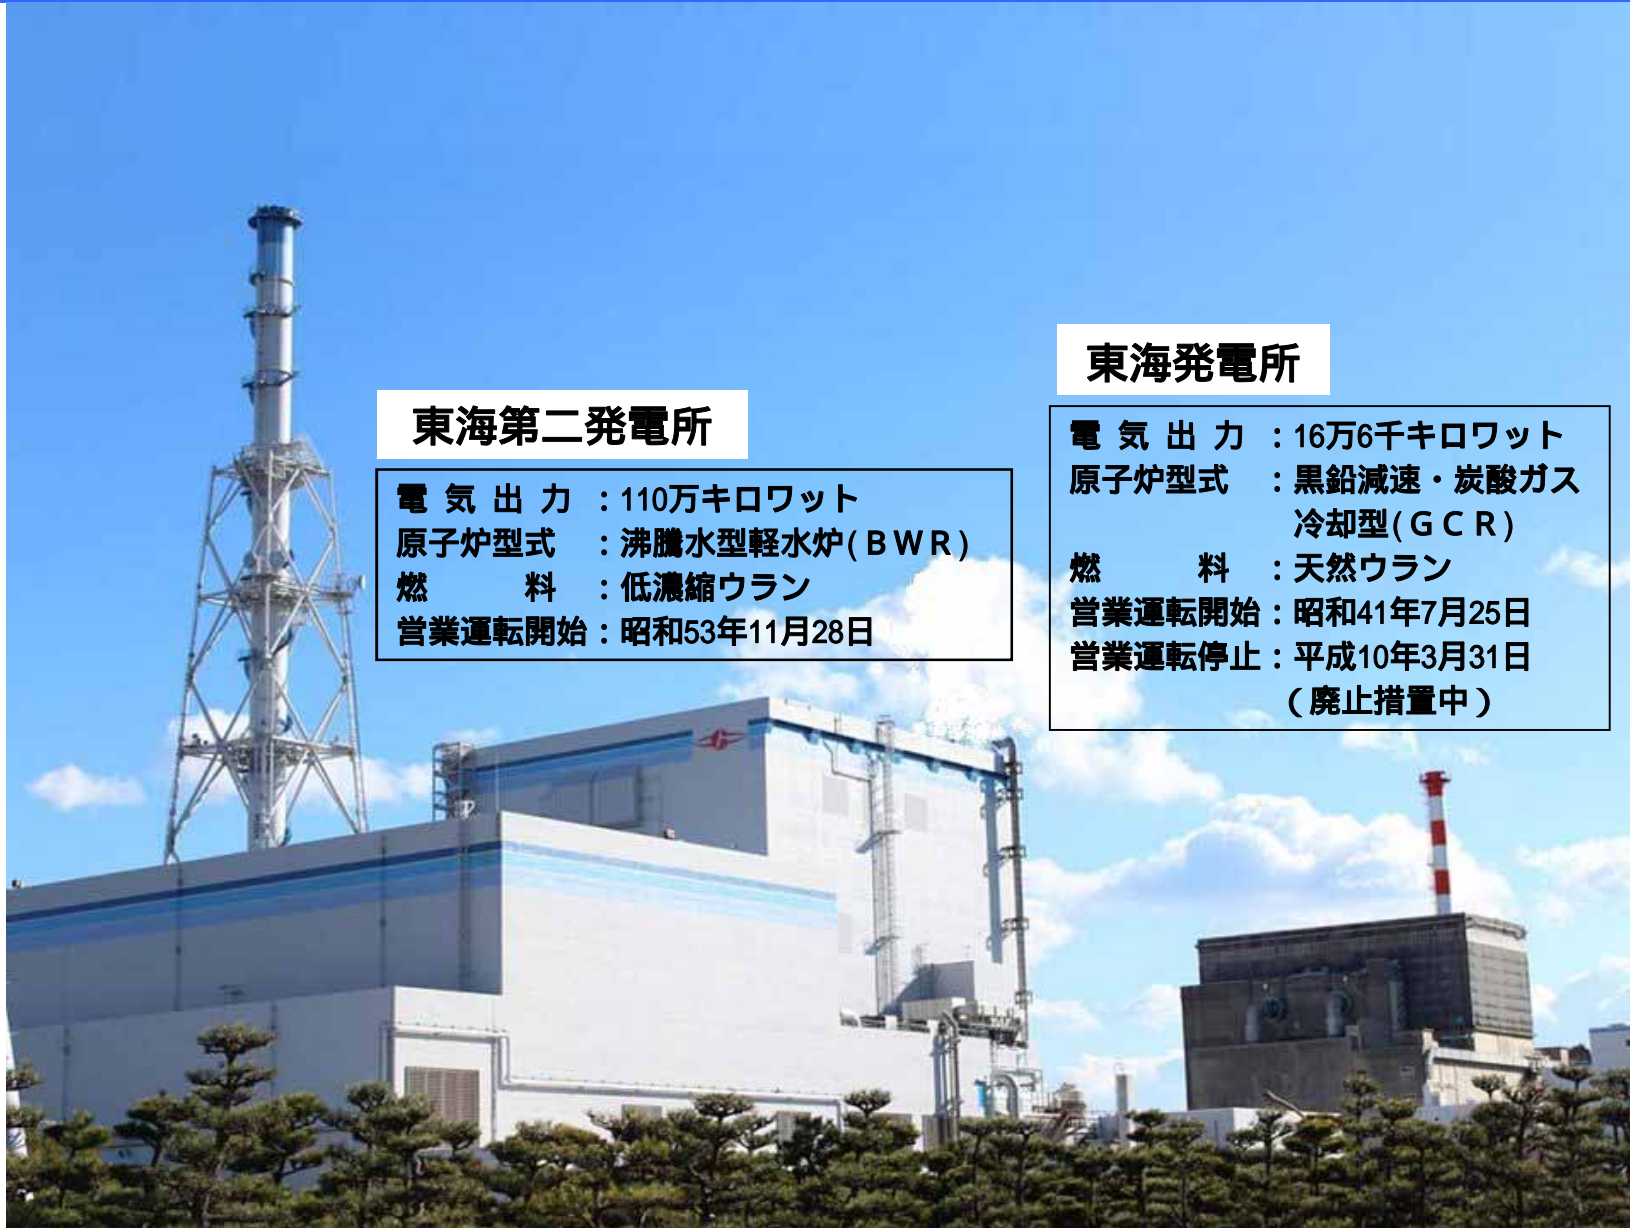 東海第二発電所
電気出力：110万キロワット
原子炉型式：沸騰水型軽水炉(ＢＷＲ)
燃料：低濃縮ウラン
営業運転開始：昭和53年11月28日
東海発電所
電気出力：16万6千キロワット
原子炉型式：黒鉛減速・炭酸ガス
冷却型(ＧＣＲ)
燃料：天然ウラン
営業運転開始：昭和41年7月25日
営業運転停止：平成10年3月31日
（廃止措置中）